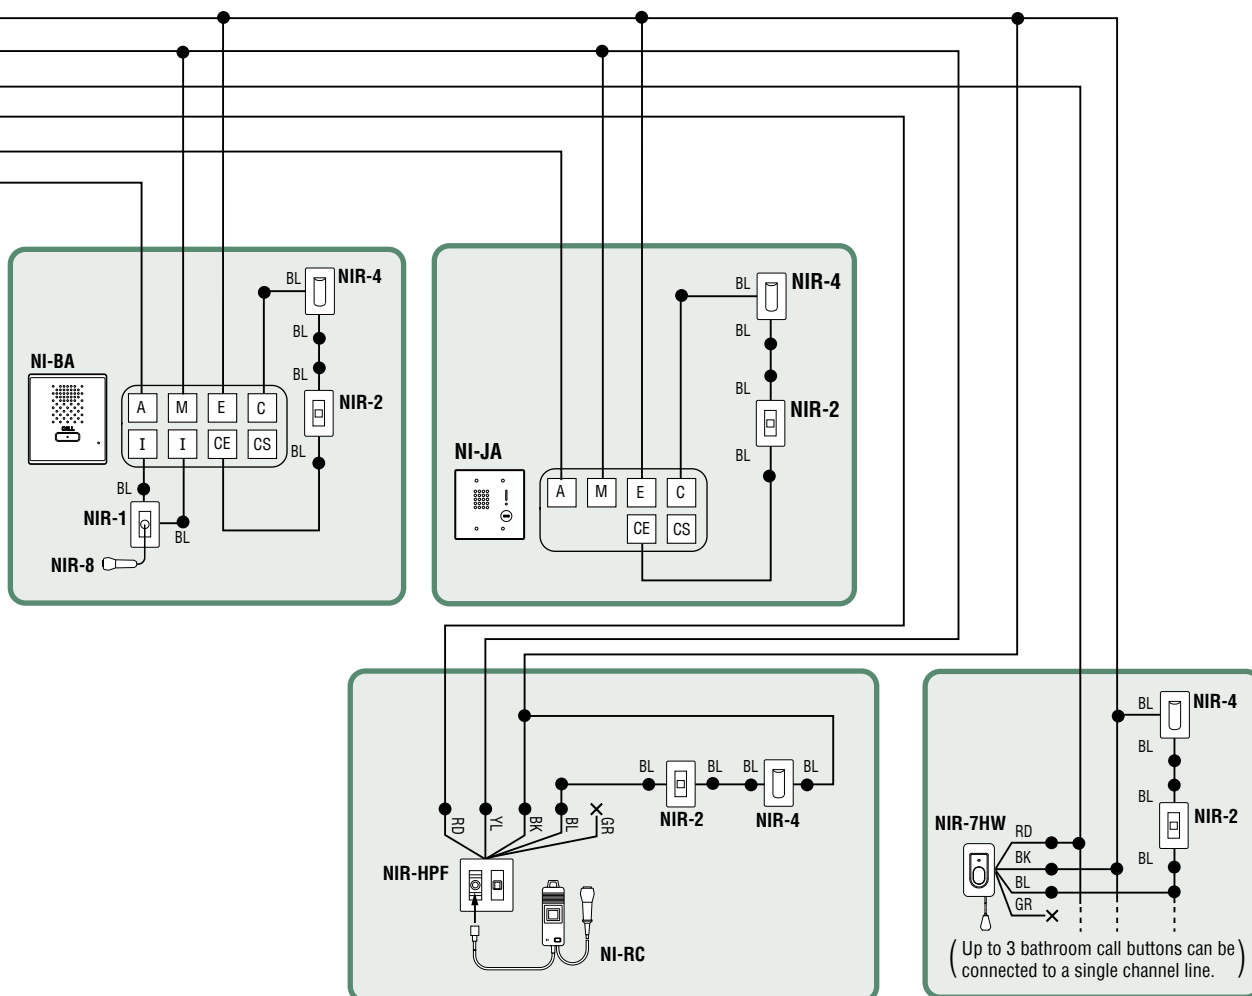 BL
NIR-4
BL
BL
NI-BA
CALL
A
M
E
C
NIR-2
I
I
CE
CS
BL
BL
NIR-1
BL
NIR-8
BL
NIR-4
BL
BL
NIR-2
NI-JA
BL
A
M
E
C
CE
CS
BL
BL
BL
BL
RD
YL
BK
BL
GR
NIR-2
NIR-4
NIR-HPF
NI-RC
BL
NIR-4
BL
BL
NIR-2
NIR-7HW
RD
BK
BL
BL
GR
(Up to 3 bathroom call buttons can be
connected to a single channel line.)